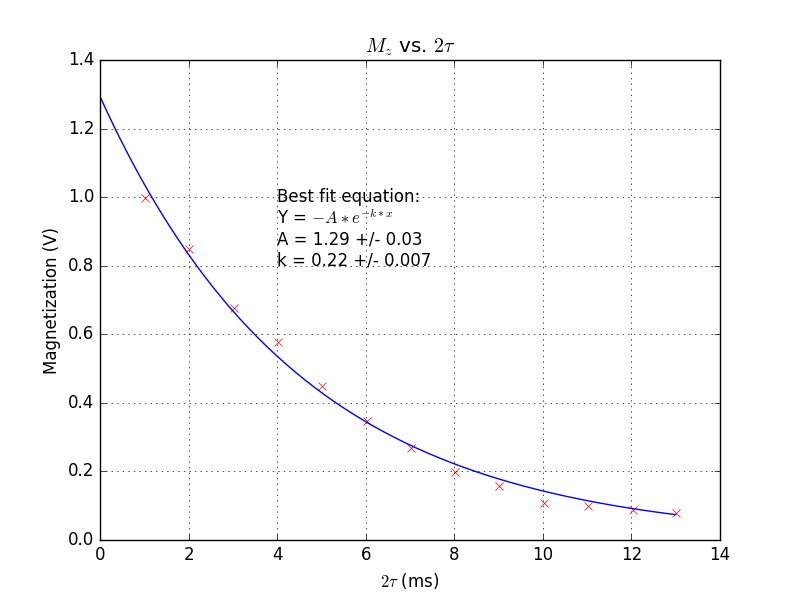 M_z vs. 2τ
1.4
1.2
1.0
0.8
0.6
0.4
0.2
0.0
Magnetization (V)
Best fit equation:
Y = −A∗e^{−k∗x}
A = 1.29 +/- 0.03
k = 0.22 +/- 0.007
0 2 4 6 8 10 12 14
2τ (ms)